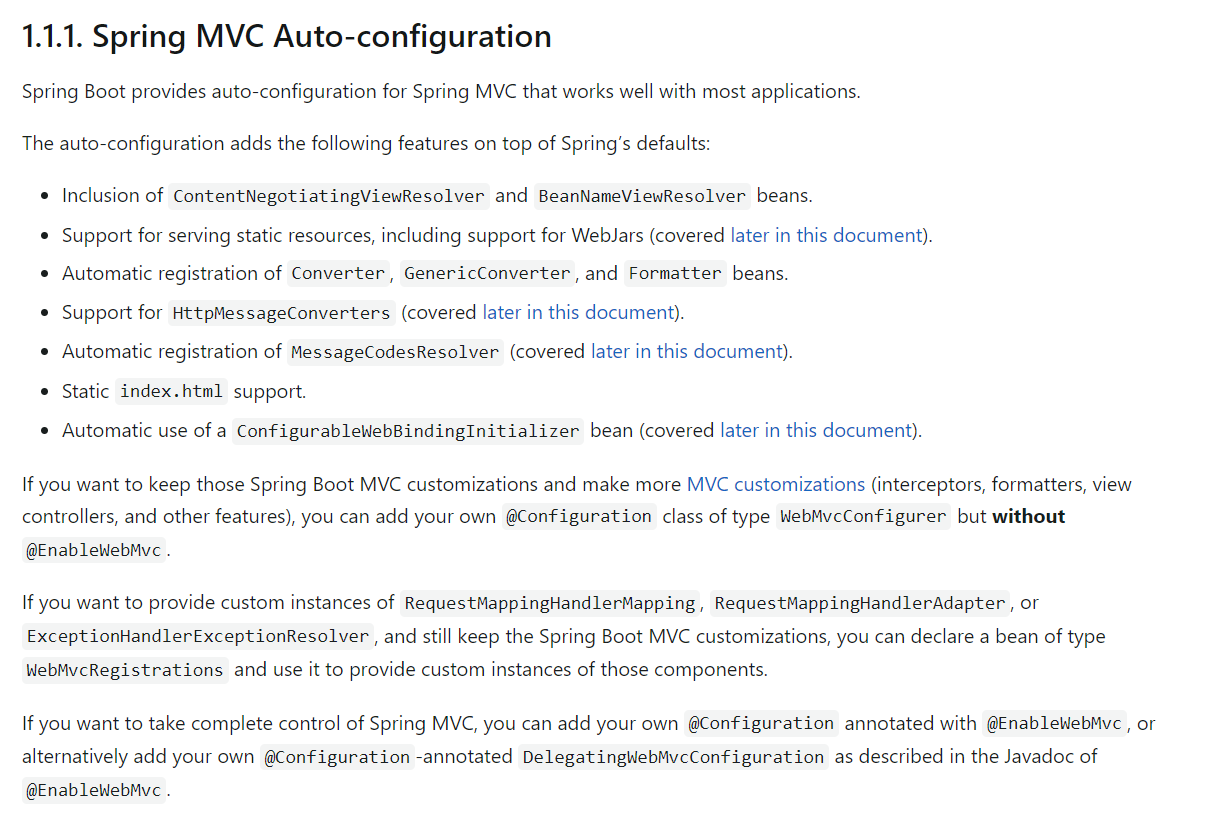 1.1.1. Spring MVC Auto-configuration
Spring Boot provides auto-configuration for Spring MVC that works well with most applications.
The auto-configuration adds the following features on top of Spring’s defaults:
• Inclusion of ContentNegotiatingViewResolver and BeanNameViewResolver beans.
• Support for serving static resources, including support for WebJars (covered later in this document).
• Automatic registration of Converter, GenericConverter, and Formatter beans.
• Support for HttpMessageConverters (covered later in this document).
• Automatic registration of MessageCodesResolver (covered later in this document).
• Static index.html support.
• Automatic use of a ConfigurableWebBindingInitializer bean (covered later in this document).
If you want to keep those Spring Boot MVC customizations and make more MVC customizations (interceptors, formatters, view
controllers, and other features), you can add your own @Configuration class of type WebMvcConfigurer but without
@EnableWebMvc.
If you want to provide custom instances of RequestMappingHandlerMapping, RequestMappingHandlerAdapter, or
ExceptionHandlerExceptionResolver, and still keep the Spring Boot MVC customizations, you can declare a bean of type
WebMvcRegistrations and use it to provide custom instances of those components.
If you want to take complete control of Spring MVC, you can add your own @Configuration annotated with @EnableWebMvc, or
alternatively add your own @Configuration-annotated DelegatingWebMvcConfiguration as described in the Javadoc of
@EnableWebMvc.